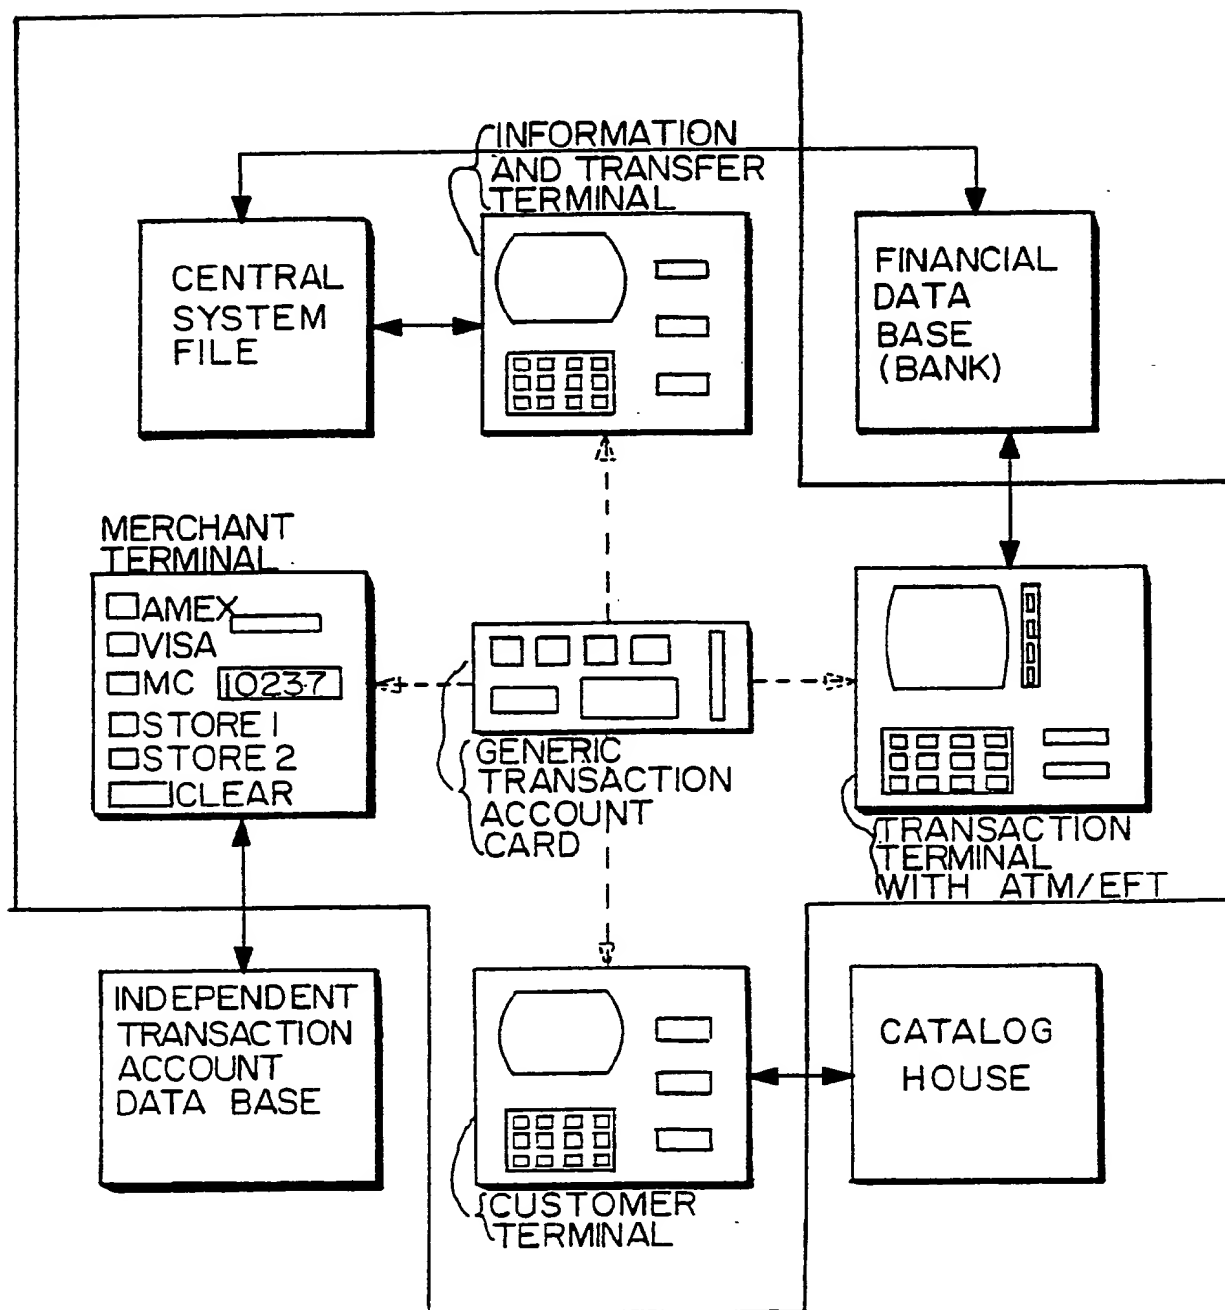 INFORMATION
AND TRANSFER
TERMINAL
CENTRAL
SYSTEM
FILE
FINANCIAL
DATA
BASE
(BANK)
MERCHANT
TERMINAL
AMEX
VISA
MC 10237
STORE 1
STORE 2
CLEAR
GENERIC
TRANSACTION
ACCOUNT
CARD
TRANSACTION
TERMINAL
WITH ATM/EFT
INDEPENDENT
TRANSACTION
ACCOUNT
DATA BASE
CATALOG
HOUSE
CUSTOMER
TERMINAL